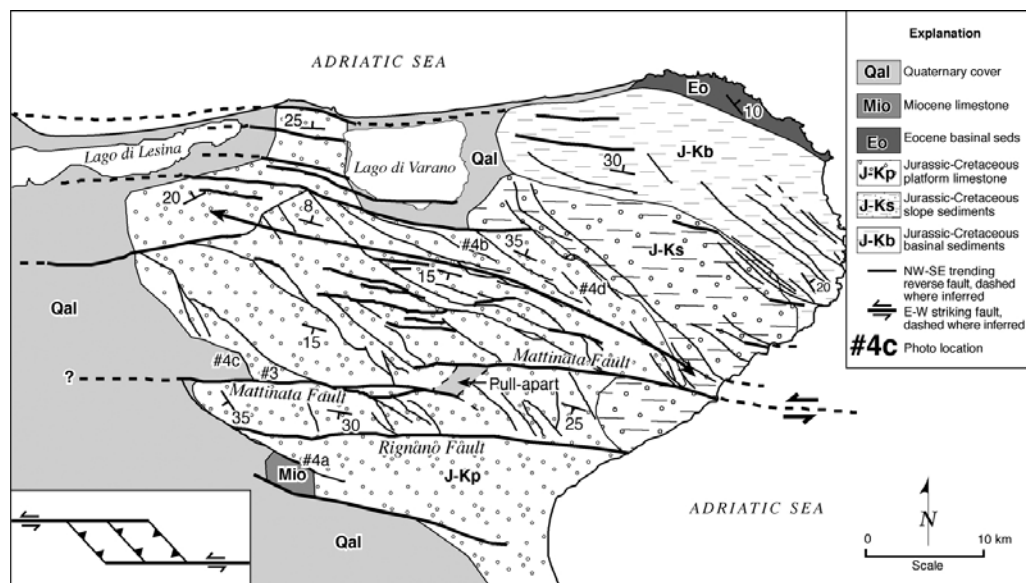 ADRIATIC SEA
Explanation
Qal Quaternary cover
Mio Miocene limestone
Eo Eocene basinal seds
J-Kp Jurassic-Cretaceous
platform limestone
J-Ks Jurassic-Cretaceous
slope sediments
J-Kb Jurassic-Cretaceous
basinal sediments
NW-SE trending
reverse fault, dashed
where inferred
E-W striking fault,
dashed where inferred
#4c Photo location
Eo
10
25
Lago di Lesina
Lago di Varano
Qal
J-Kb
30
20
8
#4b
35
J-Ks
15
#4d
20
Qal
15
#4c
#3
Mattinata Fault
?
Pull-apart
Mattinata Fault
35
30
25
Rignano Fault
#4a
Mio
J-Kp
Qal
ADRIATIC SEA
N
0 10 km
Scale